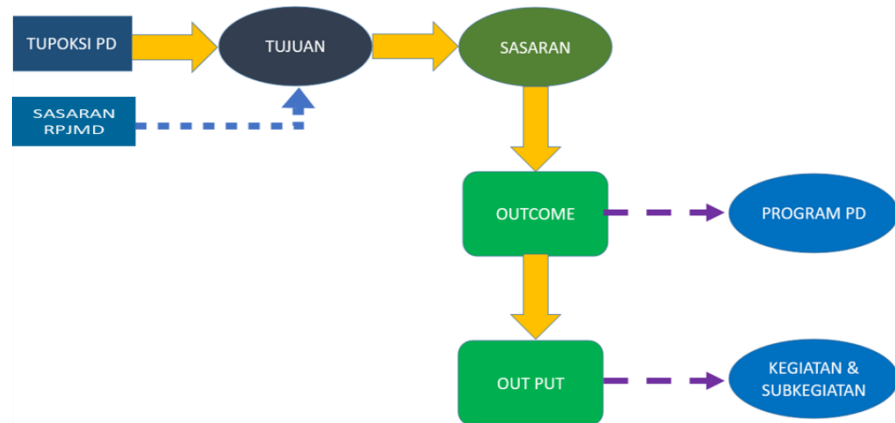 TUPOKSI PD
TUJUAN
SASARAN
SASARAN
RPJMD
OUTCOME
PROGRAM PD
OUT PUT
KEGIATAN &
SUBKEGIATAN